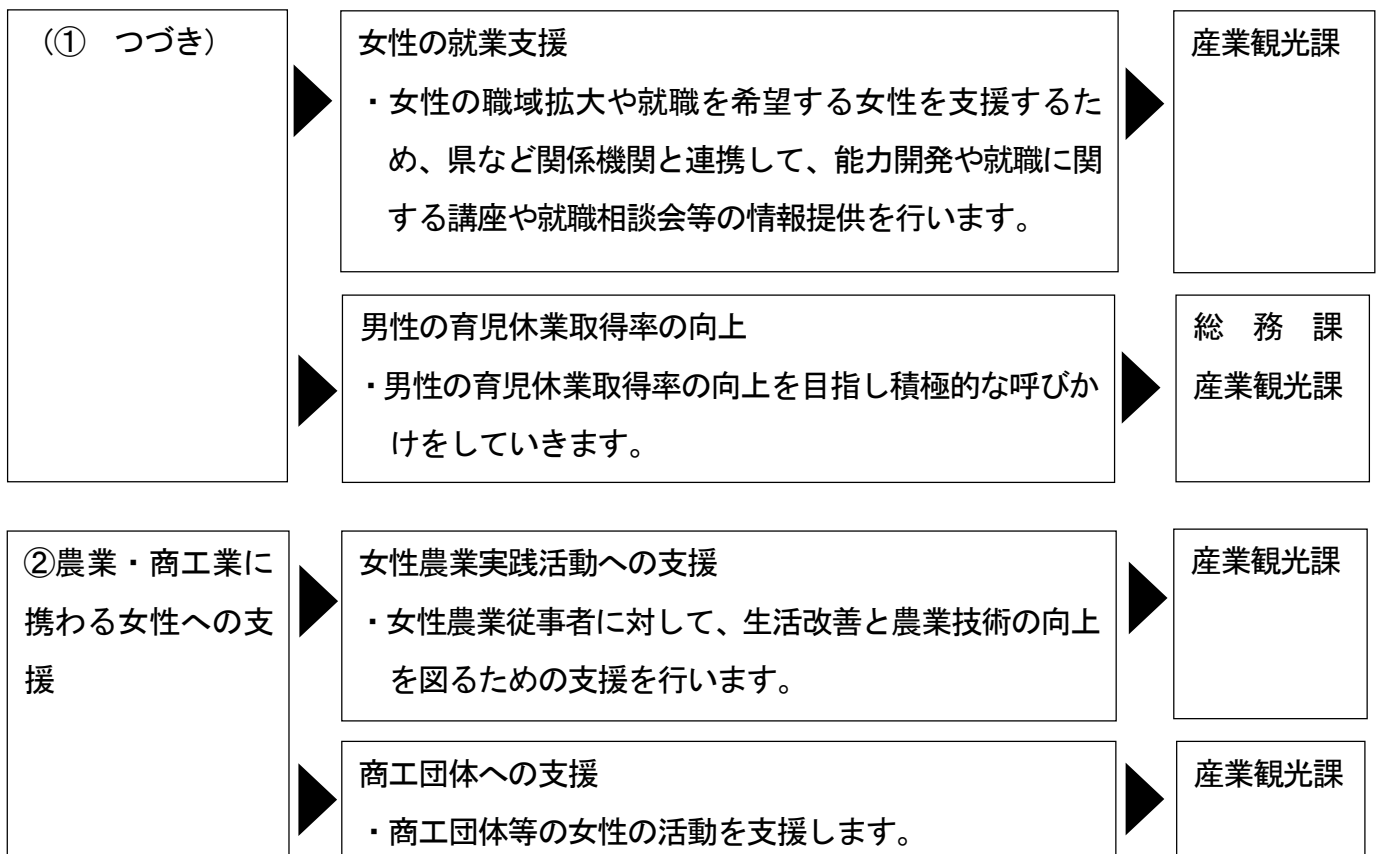 (① つづき)
女性の就業支援
・女性の職域拡大や就職を希望する女性を支援するた
め、県など関係機関と連携して、能力開発や就職に関
する講座や就職相談会等の情報提供を行います。
産業観光課
男性の育児休業取得率の向上
・男性の育児休業取得率の向上を目指し積極的な呼びか
けをしていきます。
総 務 課
産業観光課
②農業・商工業に
携わる女性への支
援
女性農業実践活動への支援
・女性農業従事者に対して、生活改善と農業技術の向上
を図るための支援を行います。
産業観光課
商工団体への支援
・商工団体等の女性の活動を支援します。
産業観光課